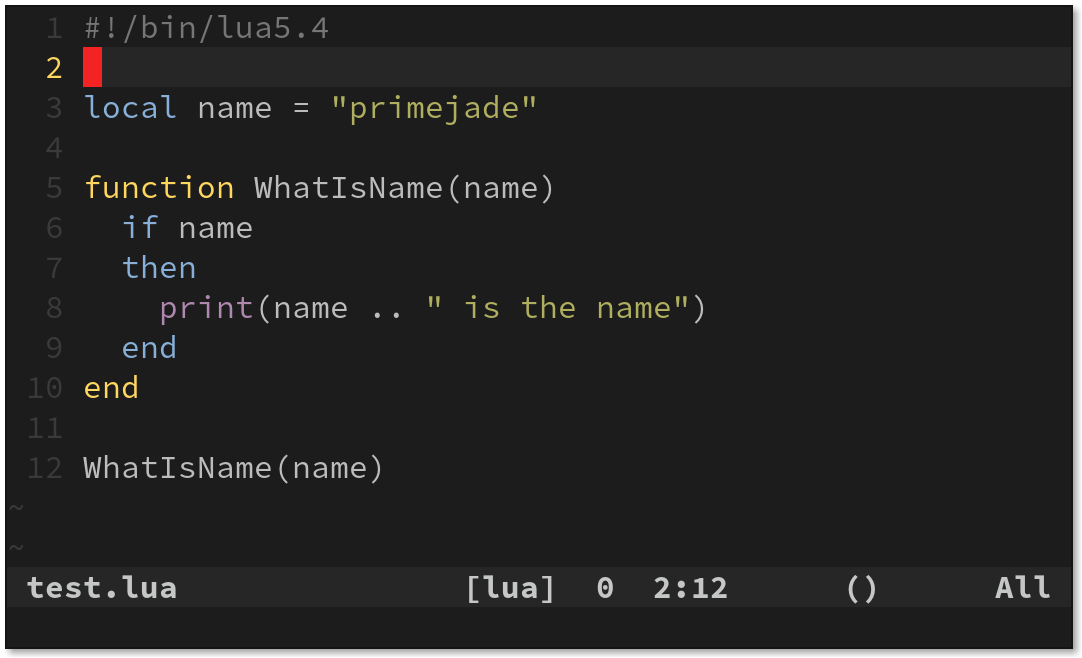 1 #!/bin/lua5.4
2
3 local name = "primejade"
4
5 function WhatIsName(name)
6   if name
7   then
8     print(name .. " is the name")
9   end
10 end
11
12 WhatIsName(name)
~
~
test.lua [lua] 0 2:12 () All